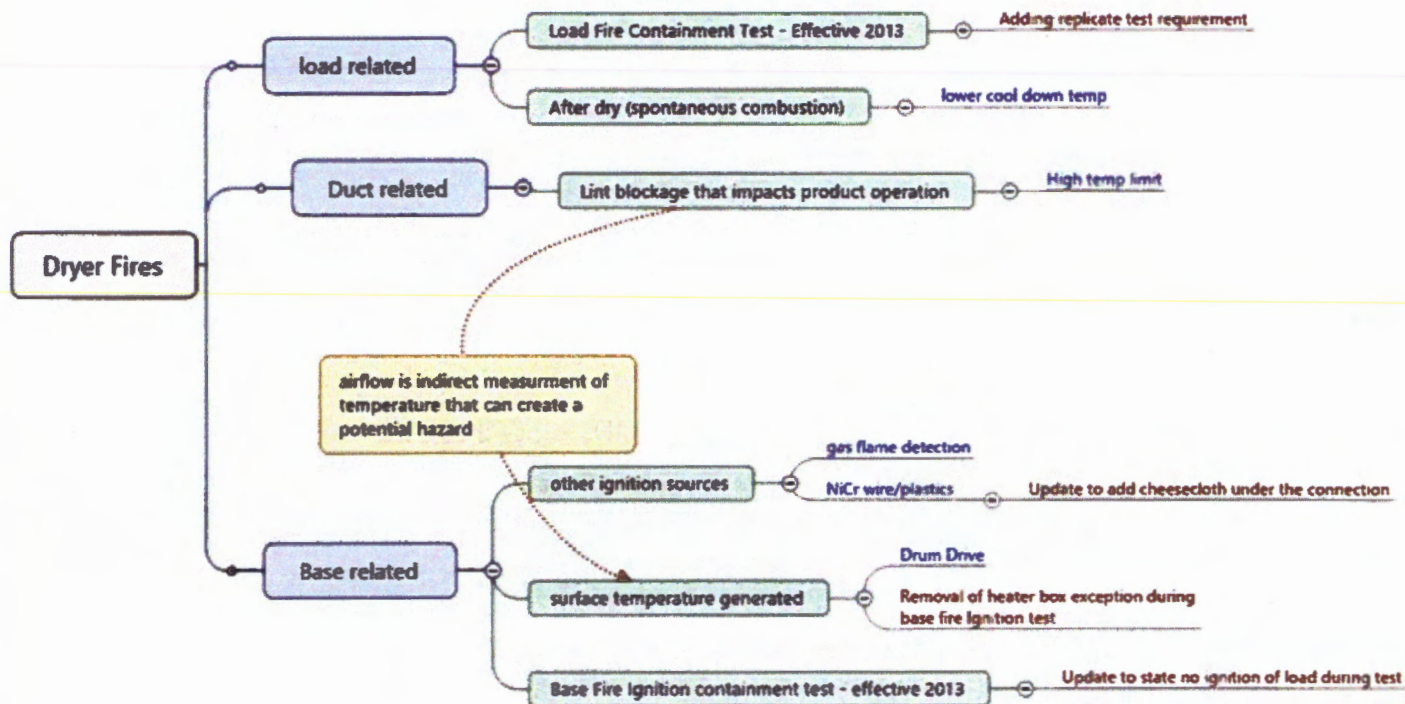 Load Fire Containment Test - Effective 2013
Adding replicate test requirement
load related
After dry (spontaneous combustion)
lower cool down temp
Duct related
Lint blockage that impacts product operation
High temp limit
Dryer Fires
airflow is indirect measurment of
temperature that can create a
potential hazard
gas flame detection
other ignition sources
NiCr wire/plastics
Update to add cheesecloth under the connection
Base related
Drum Drive
surface temperature generated
Removal of heater box exception during
base fire Ignition test
Base Fire Ignition containment test - effective 2013
Update to state no ignition of load during test